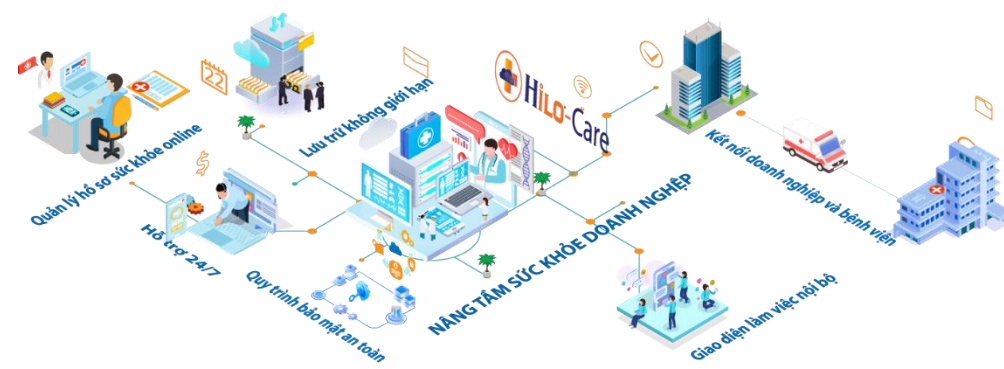 22
HiLO-Care
Quản lý hồ sơ sức khỏe online
Lưu trữ không giới hạn
Kết nối doanh nghiệp và bệnh viện
Hỗ trợ 24/7
Quy trình bảo mật an toàn
NÂNG TẦM SỨC KHỎE DOANH NGHIỆP
Giao diện làm việc nội bộ